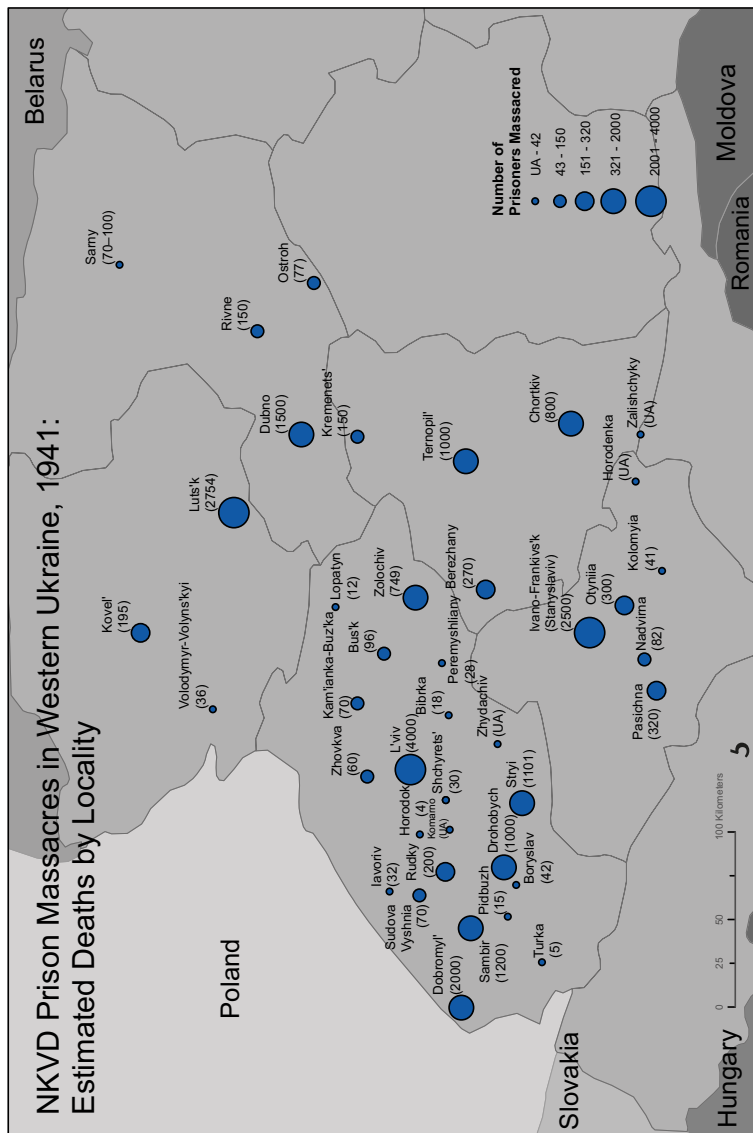 NKVD Prison Massacres in Western Ukraine, 1941:
Estimated Deaths by Locality
Belarus
Poland
Slovakia
Hungary
Romania
Moldova
Sarny
(70–100)
Kovel'
(195)
Volodymyr-Volyns'kyi
(36)
Luts'k
(2754)
Rivne
(150)
Ostroh
(77)
Dubno
(1500)
Kremenets'
(150)
Lopatyn
(12)
Kam'ianka-Buz'ka
(70)
Zhovkva
(60)
Bus'k
(96)
Zolochiv
(749)
Ternopil'
(1000)
Iavoriv
(32)
Sudova
Vyshnia
(70)
Horodok
(4)
L'viv
(4000)
Bibrka
(18)
Peremyshliany
(28)
Berezhany
(270)
Rudky
(200)
Komarno
(UA)
Shchyrets'
(30)
Dobromyl'
(2000)
Sambir
(1200)
Pidbuzh
(15)
Drohobych
(1000)
Boryslav
(42)
Stryi
(1101)
Zhydachiv
(UA)
Turka
(5)
Chortkiv
(800)
Ivano-Frankivs'k
(Stanyslaviv)
(2500)
Otyniia
(300)
Horodenka
(UA)
Zalishchyky
(UA)
Kolomyia
(41)
Nadvirna
(82)
Pasichna
(320)
Number of
Prisoners Massacred
UA - 42
43 - 150
151 - 320
321 - 2000
2001 - 4000
0 25 50 100 Kilometers